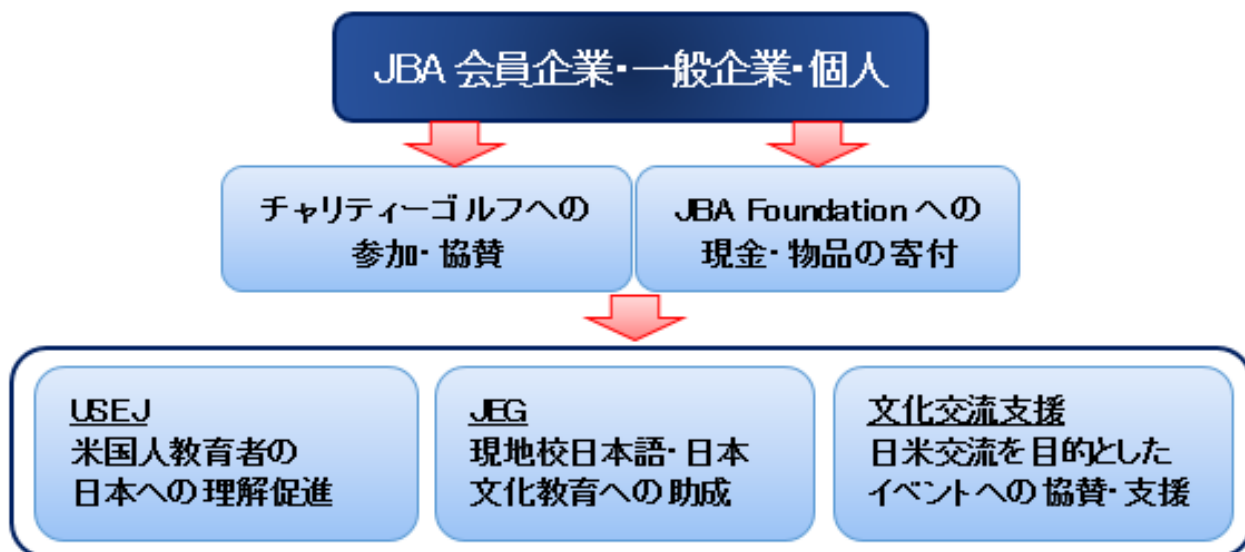 JBA 会員企業・一般企業・個人
チャリティーゴルフへの
参加・協賛
JBA Foundation への
現金・物品の寄付
USEJ
米国人教育者の
日本への理解促進
JEG
現地校日本語・日本
文化教育への助成
文化交流支援
日米交流を目的とした
イベントへの協賛・支援